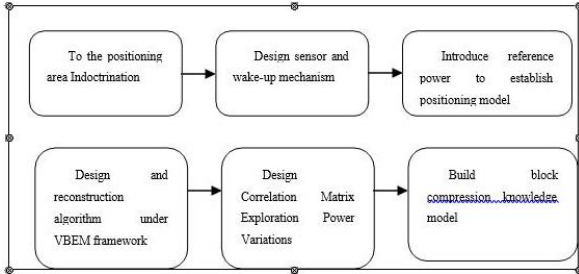 To the positioning
area Indoctrination
Design sensor and
wake-up mechanism
Introduce reference
power to establish
positioning model
Design and
reconstruction
algorithm under
VBEM framework
Design
Correlation Matrix
Exploration Power
Variations
Build block
compression knowledge
model